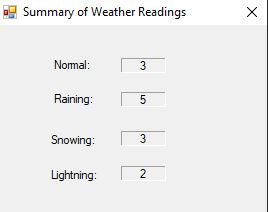 Summary of Weather Readings
Normal: 3
Raining: 5
Snowing: 3
Lightning: 2